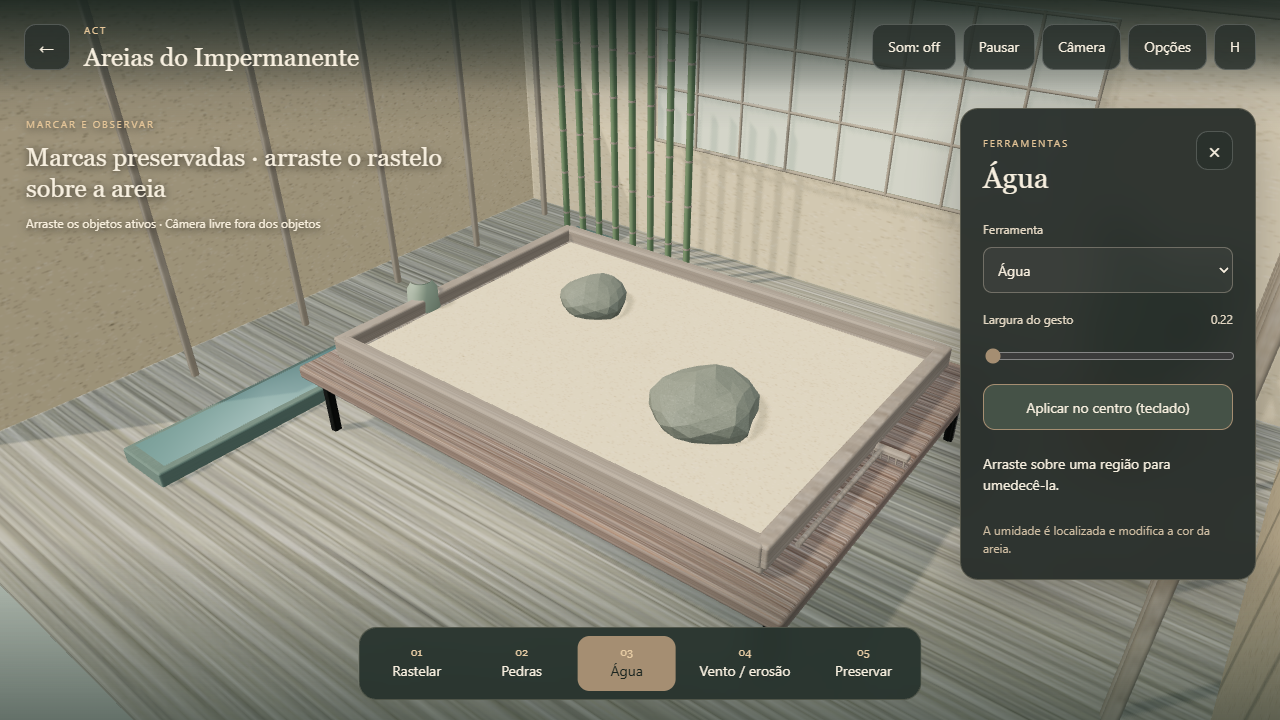 ←
ACT
Areias do Impermanente
Som: off
Pausar
Câmera
Opções
H
MARCAR E OBSERVAR
Marcas preservadas · arraste o rastelo
sobre a areia
Arraste os objetos ativos · Câmera livre fora dos objetos
FERRAMENTAS
Água
✕
Ferramenta
Água
Largura do gesto
0.22
Aplicar no centro (teclado)
Arraste sobre uma região para
umedecê-la.
A umidade é localizada e modifica a cor da
areia.
01
Rastelar
02
Pedras
03
Água
04
Vento / erosão
05
Preservar